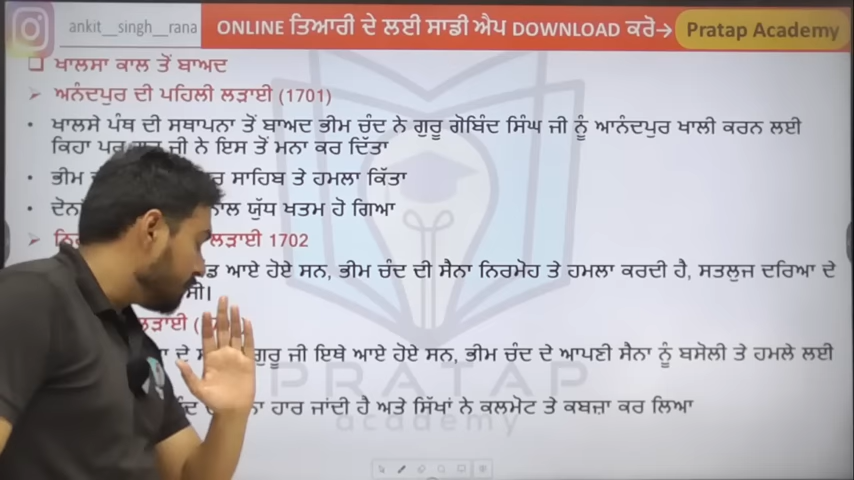 ankit__singh_rana
ONLINE ਤਿਆਰੀ ਦੇ ਲਈ ਸਾਡੀ ਐਪ DOWNLOAD ਕਰੋ→
Pratap Academy
❑ ਖਾਲਸਾ ਕਾਲ ਤੋਂ ਬਾਅਦ
➢ ਅਨੰਦਪੁਰ ਦੀ ਪਹਿਲੀ ਲੜਾਈ (1701)
• ਖਾਲਸੇ ਪੰਥ ਦੀ ਸਥਾਪਨਾ ਤੋਂ ਬਾਅਦ ਭੀਮ ਚੰਦ ਨੇ ਗੁਰੂ ਗੋਬਿੰਦ ਸਿੰਘ ਜੀ ਨੂੰ ਆਨੰਦਪੁਰ ਖਾਲੀ ਕਰਨ ਲਈ
ਕਿਹਾ ਪਰ ਜੀ ਨੇ ਇਸ ਤੋਂ ਮਨਾ ਕਰ ਦਿੱਤਾ
• ਭੀਮ ਸਾਹਿਬ ਤੇ ਹਮਲਾ ਕਿੱਤਾ
• ਨਾਲ ਯੁੱਧ ਖਤਮ ਹੋ ਗਿਆ
➢ ਲੜਾਈ 1702
ਆਏ ਹੋਏ ਸਨ, ਭੀਮ ਚੰਦ ਦੀ ਸੈਨਾ ਨਿਰਮੋਹ ਤੇ ਹਮਲਾ ਕਰਦੀ ਹੈ, ਸਤਲੁਜ ਦਰਿਆ ਦੇ
ਸੀ।
ਲੜਾਈ (
ਦੇ ਗੁਰੂ ਜੀ ਇਥੇ ਆਏ ਹੋਏ ਸਨ, ਭੀਮ ਚੰਦ ਦੇ ਆਪਣੀ ਸੈਨਾ ਨੂੰ ਬਸੋਲੀ ਤੇ ਹਮਲੇ ਲਈ
ਹਾਰ ਜਾਂਦੀ ਹੈ ਅਤੇ ਸਿੱਖਾਂ ਨੇ ਕਲਮੋਟ ਤੇ ਕਬਜ਼ਾ ਕਰ ਲਿਆ
PRATAP
academy